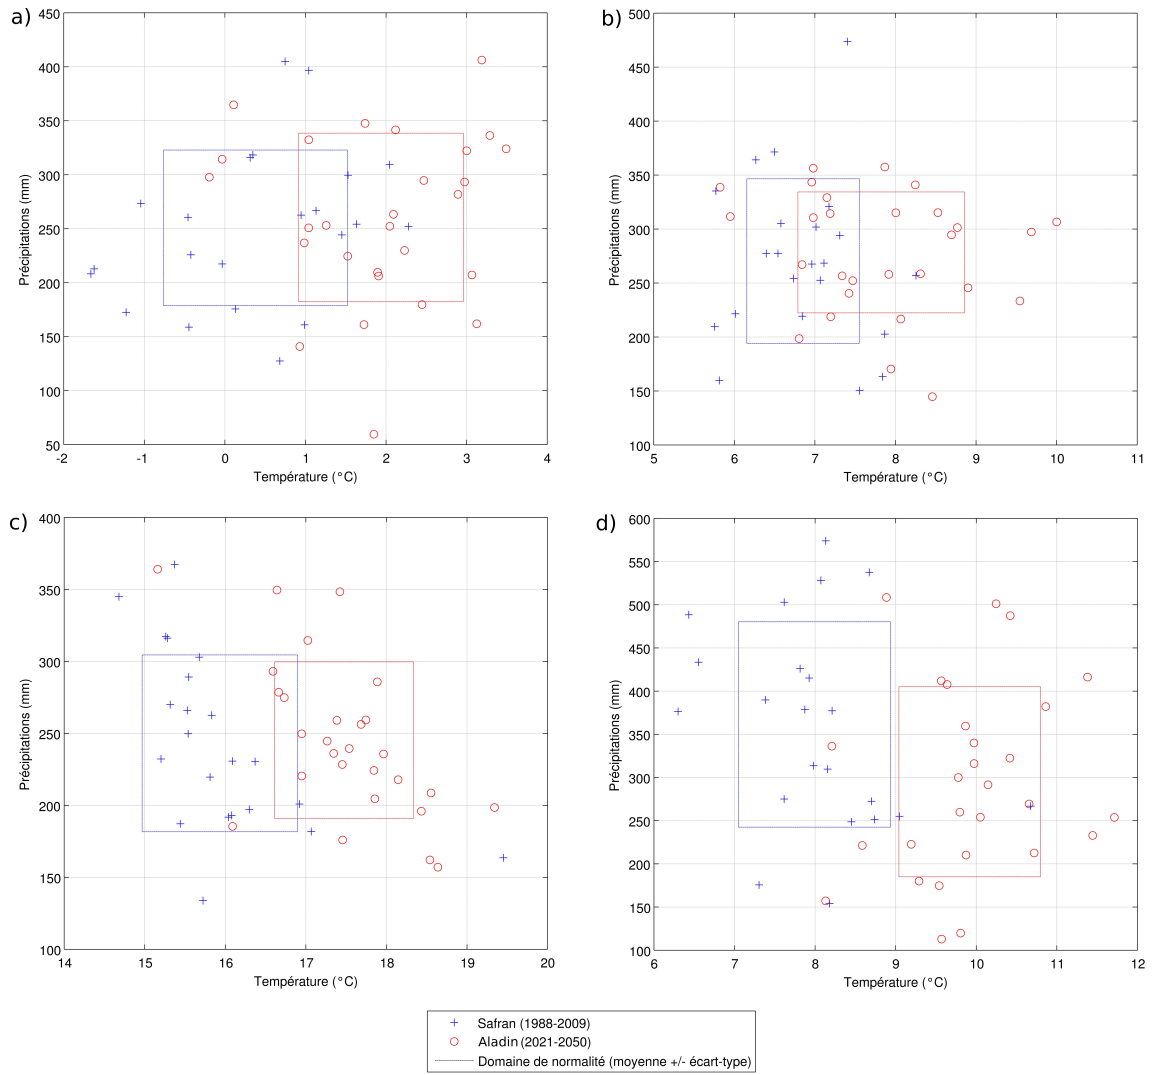 a)
450
400
350
300
250
200
150
100
50
-2 -1 0 1 2 3 4
Précipitations (mm)
Température (°C)
b)
500
450
400
350
300
250
200
150
100
5 6 7 8 9 10 11
Précipitations (mm)
Température (°C)
c)
400
350
300
250
200
150
100
14 15 16 17 18 19 20
Précipitations (mm)
Température (°C)
d)
600
550
500
450
400
350
300
250
200
150
100
6 7 8 9 10 11 12
Précipitations (mm)
Température (°C)
Safran (1988-2009)
Aladin (2021-2050)
Domaine de normalité (moyenne +/- écart-type)